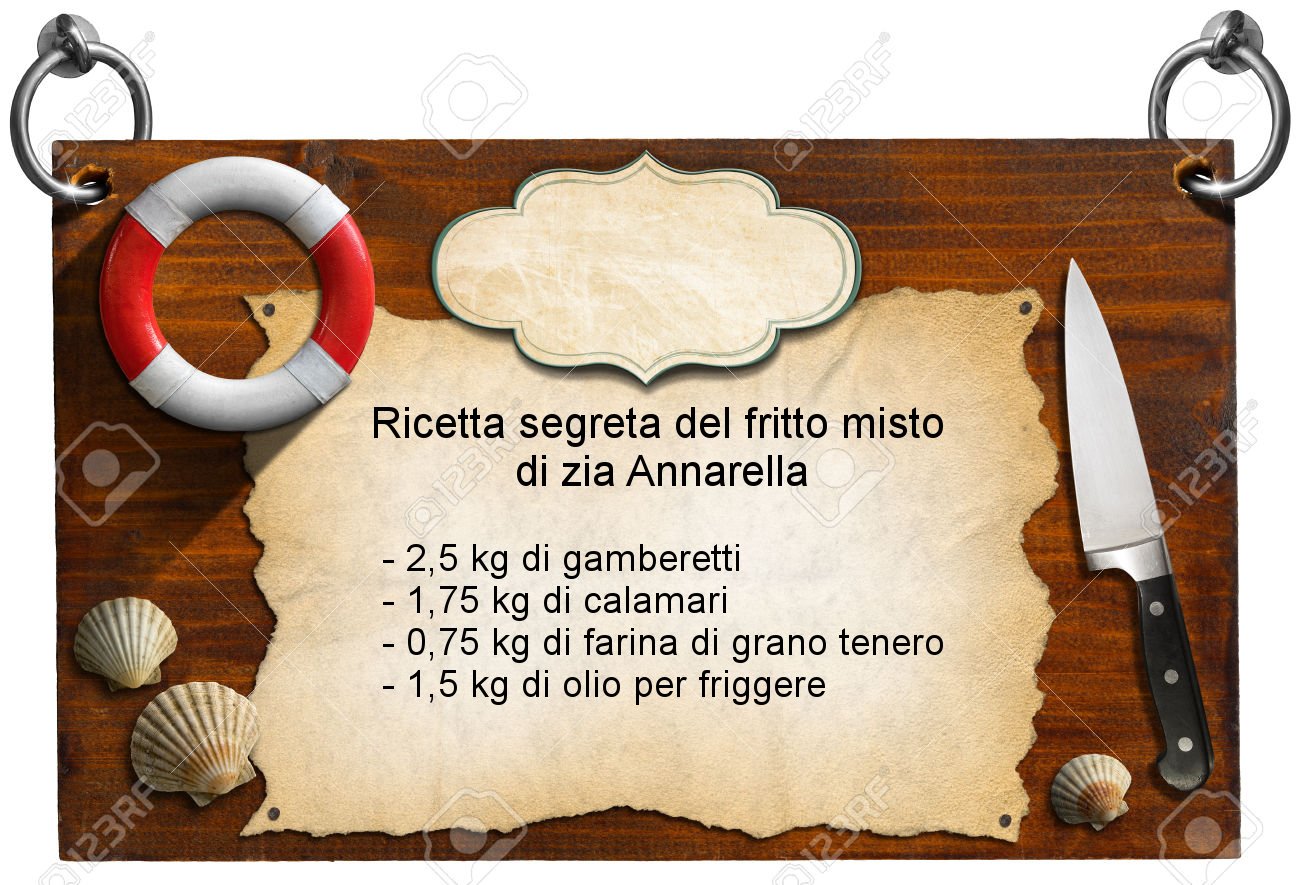 Ricetta segreta del fritto misto
di zia Annarella
- 2,5 kg di gamberetti
- 1,75 kg di calamari
- 0,75 kg di farina di grano tenero
- 1,5 kg di olio per friggere
123RF